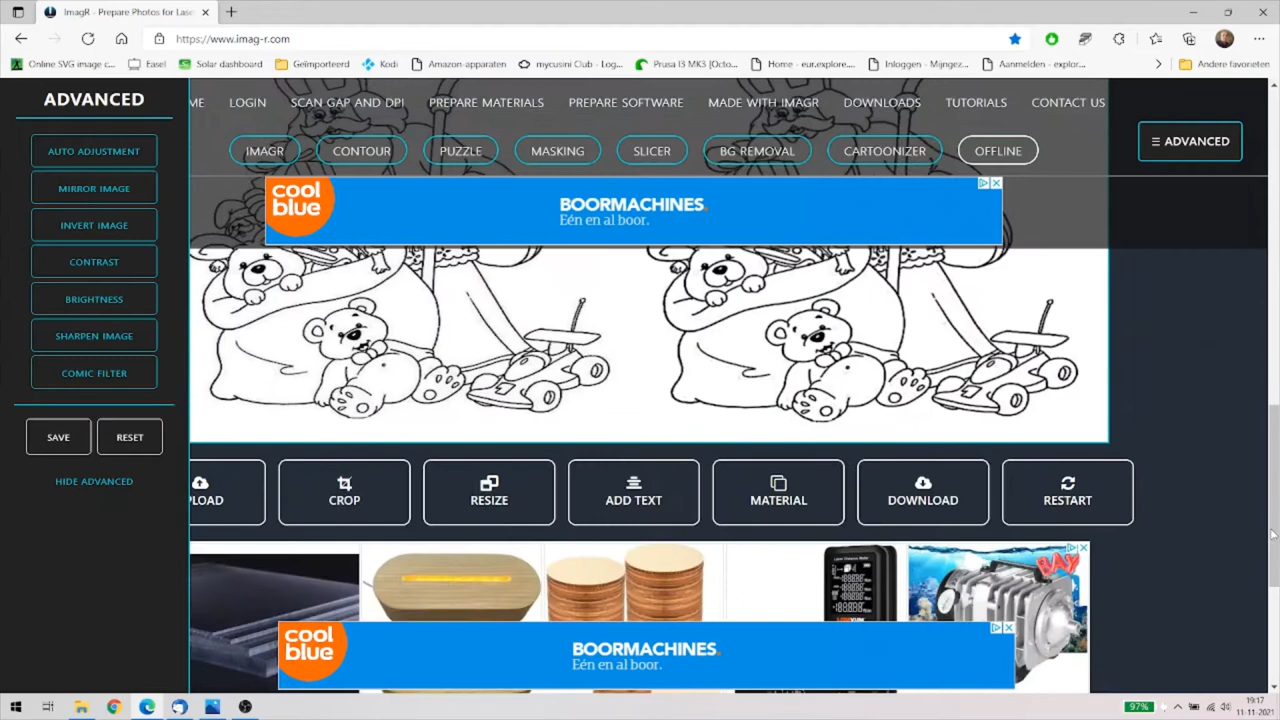 ImagR - Prepare Photos for Lase
https://www.imag-r.com
Online SVG image c...
Easel
Solar dashboard
Geïmporteerd
Kodi
Amazon-apparaten
mycusini Club - Log...
Prusa I3 MK3 [Octo...
Home - eur.explore...
Inloggen - Mijngez...
Aanmelden - explor...
Andere favorieten
ADVANCED
AUTO ADJUSTMENT
MIRROR IMAGE
INVERT IMAGE
CONTRAST
BRIGHTNESS
SHARPEN IMAGE
COMIC FILTER
SAVE
RESET
HIDE ADVANCED
ME
LOGIN
SCAN GAP AND DPI
PREPARE MATERIALS
PREPARE SOFTWARE
MADE WITH IMAGR
DOWNLOADS
TUTORIALS
CONTACT US
IMAGR
CONTOUR
PUZZLE
MASKING
SLICER
BG REMOVAL
CARTOONIZER
OFFLINE
☰ ADVANCED
cool
blue
BOORMACHINES.
Eén en al boor.
LOAD
CROP
RESIZE
ADD TEXT
MATERIAL
DOWNLOAD
RESTART
BAY
cool
blue
BOORMACHINES.
Eén en al boor.
97%
19:17
11-11-2021